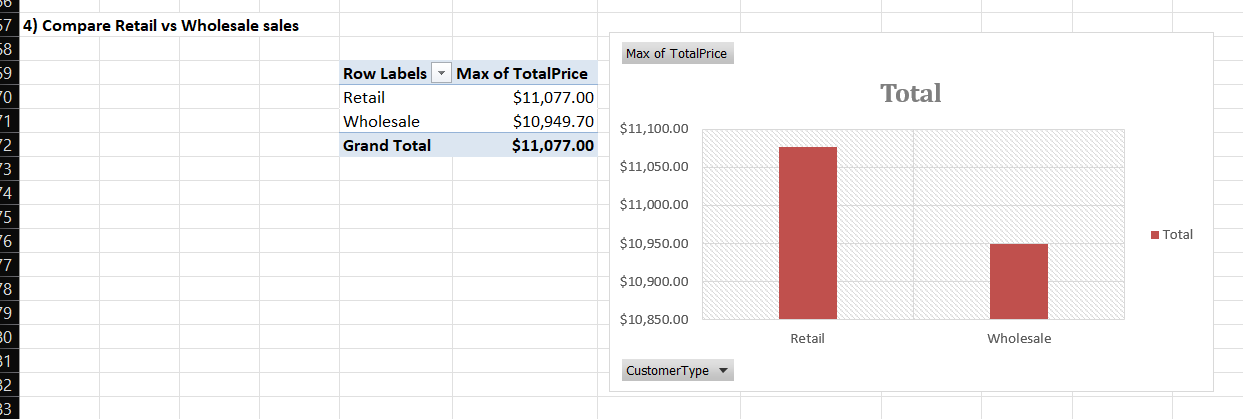 4) Compare Retail vs Wholesale sales
Row Labels Max of TotalPrice
Retail $11,077.00
Wholesale $10,949.70
Grand Total $11,077.00
Max of TotalPrice
Total
$11,100.00
$11,050.00
$11,000.00
$10,950.00
$10,900.00
$10,850.00
Retail Wholesale
Total
CustomerType